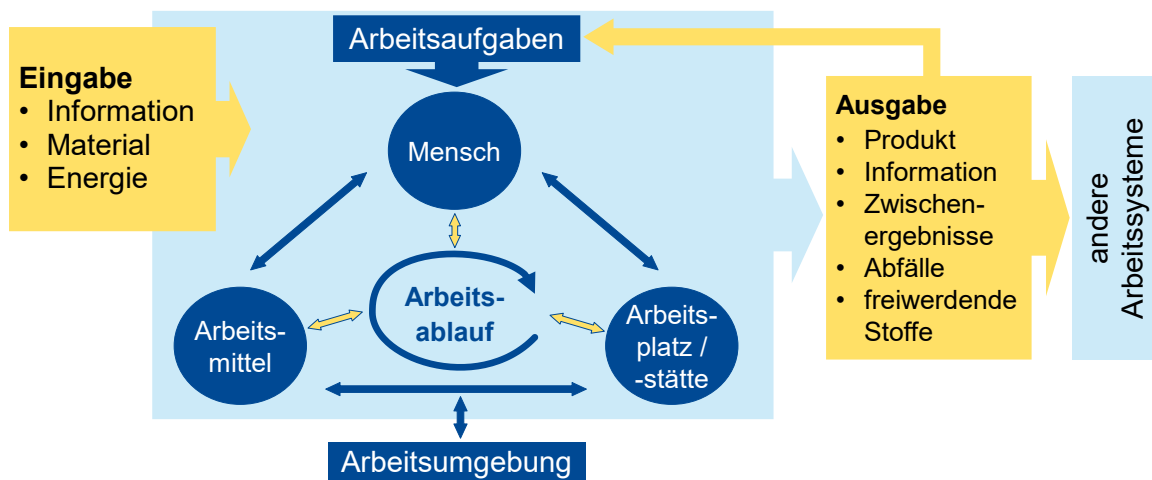 Arbeitsaufgaben
Eingabe
• Information
• Material
• Energie
Mensch
Arbeits-
ablauf
Arbeits-
mittel
Arbeits-
platz /
-stätte
Arbeitsumgebung
Ausgabe
• Produkt
• Information
• Zwischen-
ergebnisse
• Abfälle
• freiwerdende
Stoffe
andere
Arbeitssysteme